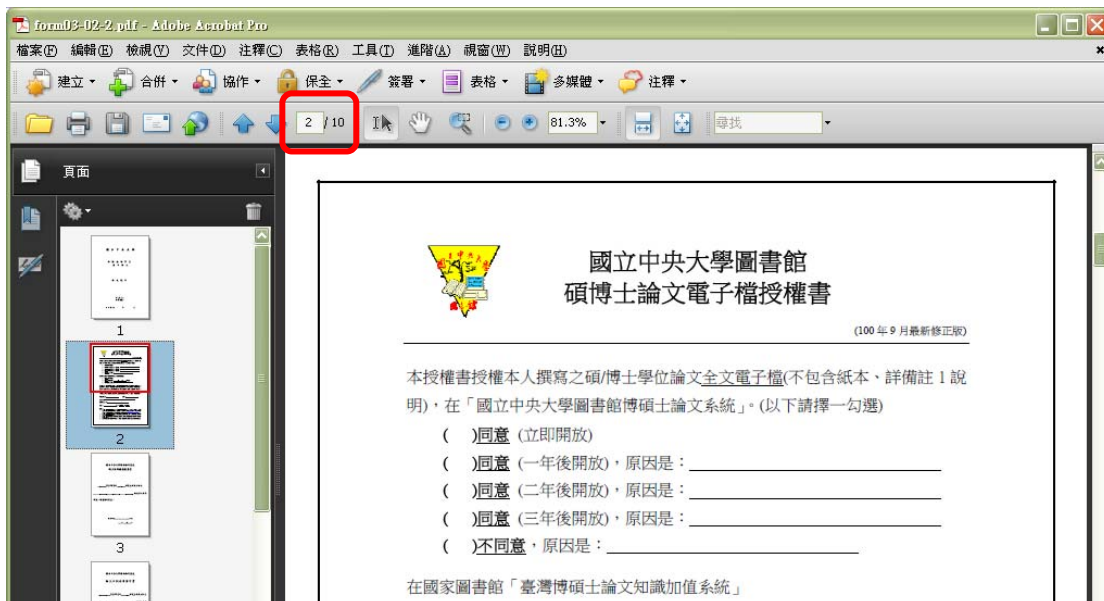 form03-02-2.pdf - Adobe Acrobat Pro
檔案(F) 編輯(E) 檢視(V) 文件(D) 注釋(C) 表格(R) 工具(T) 進階(A) 視窗(W) 說明(H)
建立 合併 協作 保全 簽署 表格 多媒體 注釋
2 / 10 81.3% 尋找
頁面
1
2
3
國立中央大學圖書館
碩博士論文電子檔授權書
(100 年 9 月最新修正版)
本授權書授權本人撰寫之碩/博士學位論文全文電子檔(不包含紙本、詳備註 1 說
明),在「國立中央大學圖書館博碩士論文系統」。(以下請擇一勾選)
( )同意 (立即開放)
( )同意 (一年後開放),原因是:
( )同意 (二年後開放),原因是:
( )同意 (三年後開放),原因是:
( )不同意,原因是:
在國家圖書館「臺灣博碩士論文知識加值系統」